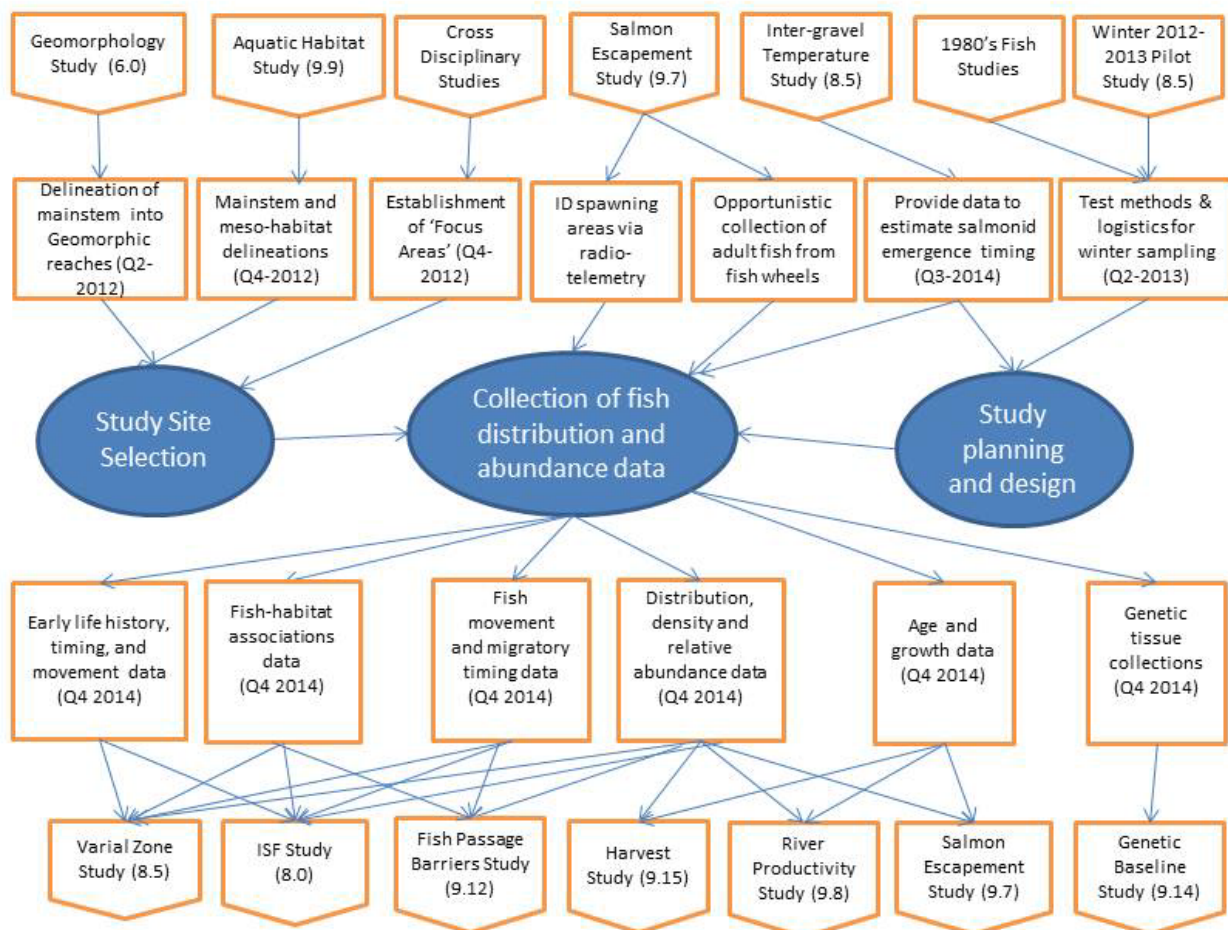 Geomorphology
Study (6.0)
Aquatic Habitat
Study (9.9)
Cross
Disciplinary
Studies
Salmon
Escapement
Study (9.7)
Inter-gravel
Temperature
Study (8.5)
1980's Fish
Studies
Winter 2012-
2013 Pilot
Study (8.5)
Delineation of
mainstem into
Geomorphic
reaches (Q2-
2012)
Mainstem and
meso-habitat
delineations
(Q4-2012)
Establishment
of ‘Focus
Areas’ (Q4-
2012)
ID spawning
areas via
radio-
telemetry
Opportunistic
collection of
adult fish from
fish wheels
Provide data to
estimate salmonid
emergence timing
(Q3-2014)
Test methods &
logistics for
winter sampling
(Q2-2013)
Study Site
Selection
Collection of fish
distribution and
abundance data
Study
planning
and design
Early life history,
timing, and
movement data
(Q4 2014)
Fish-habitat
associations
data
(Q4 2014)
Fish
movement
and migratory
timing data
(Q4 2014)
Distribution,
density and
relative
abundance data
(Q4 2014)
Age and
growth data
(Q4 2014)
Genetic
tissue
collections
(Q4 2014)
Varial Zone
Study (8.5)
ISF Study
(8.0)
Fish Passage
Barriers Study
(9.12)
Harvest
Study (9.15)
River
Productivity
Study (9.8)
Salmon
Escapement
Study (9.7)
Genetic
Baseline
Study (9.14)